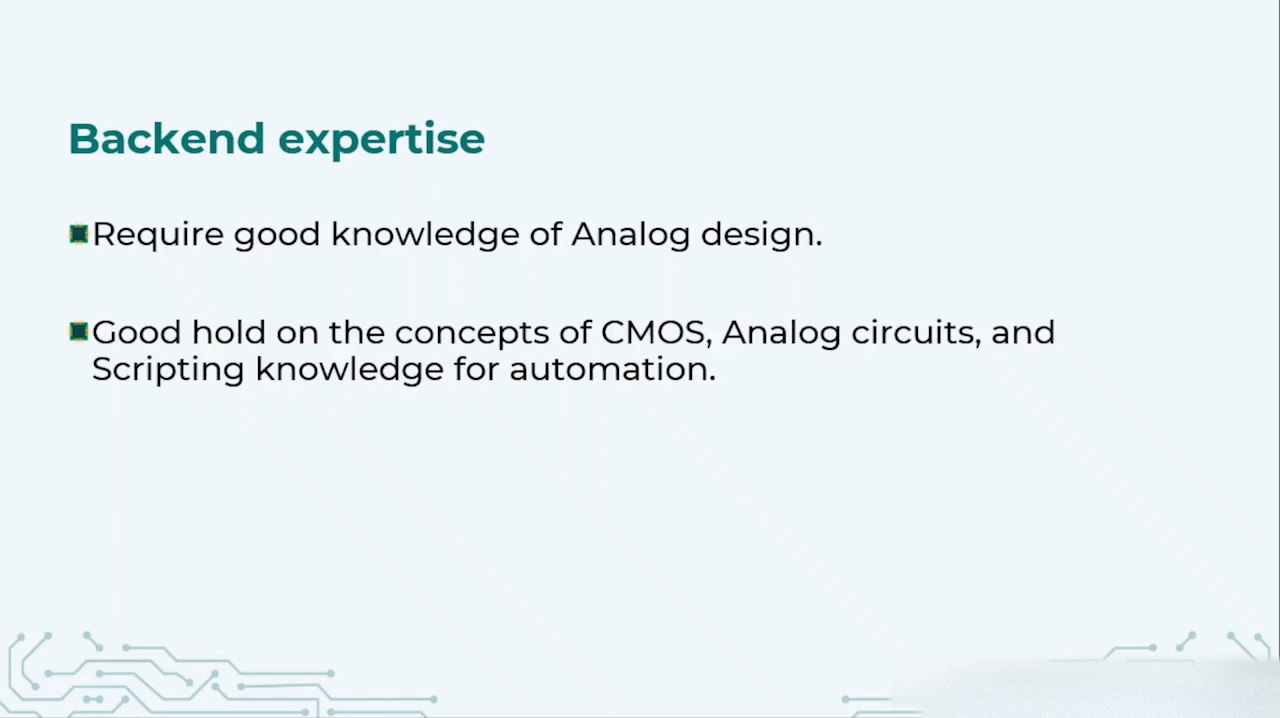 Backend expertise
Require good knowledge of Analog design.
Good hold on the concepts of CMOS, Analog circuits, and
Scripting knowledge for automation.